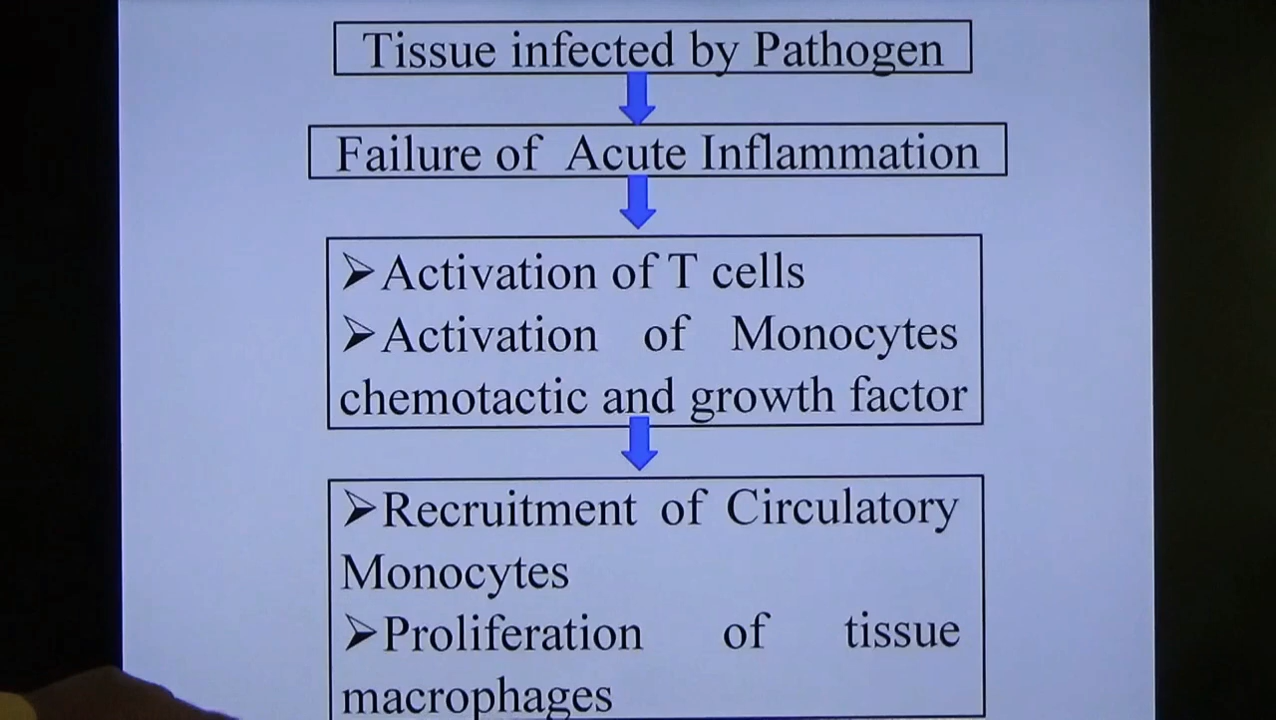 Tissue infected by Pathogen
Failure of Acute Inflammation
➢Activation of T cells
➢Activation of Monocytes
chemotactic and growth factor
➢Recruitment of Circulatory
Monocytes
➢Proliferation of tissue
macrophages